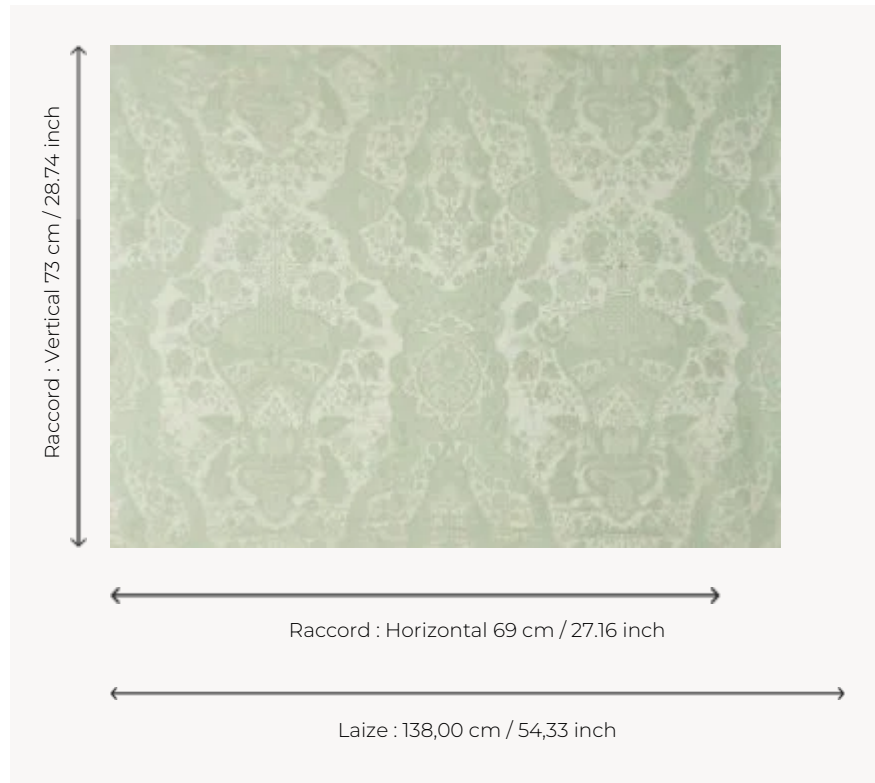 Raccord : Vertical 73 cm / 28.74 inch
Raccord : Horizontal 69 cm / 27.16 inch
Laize : 138,00 cm / 54,33 inch